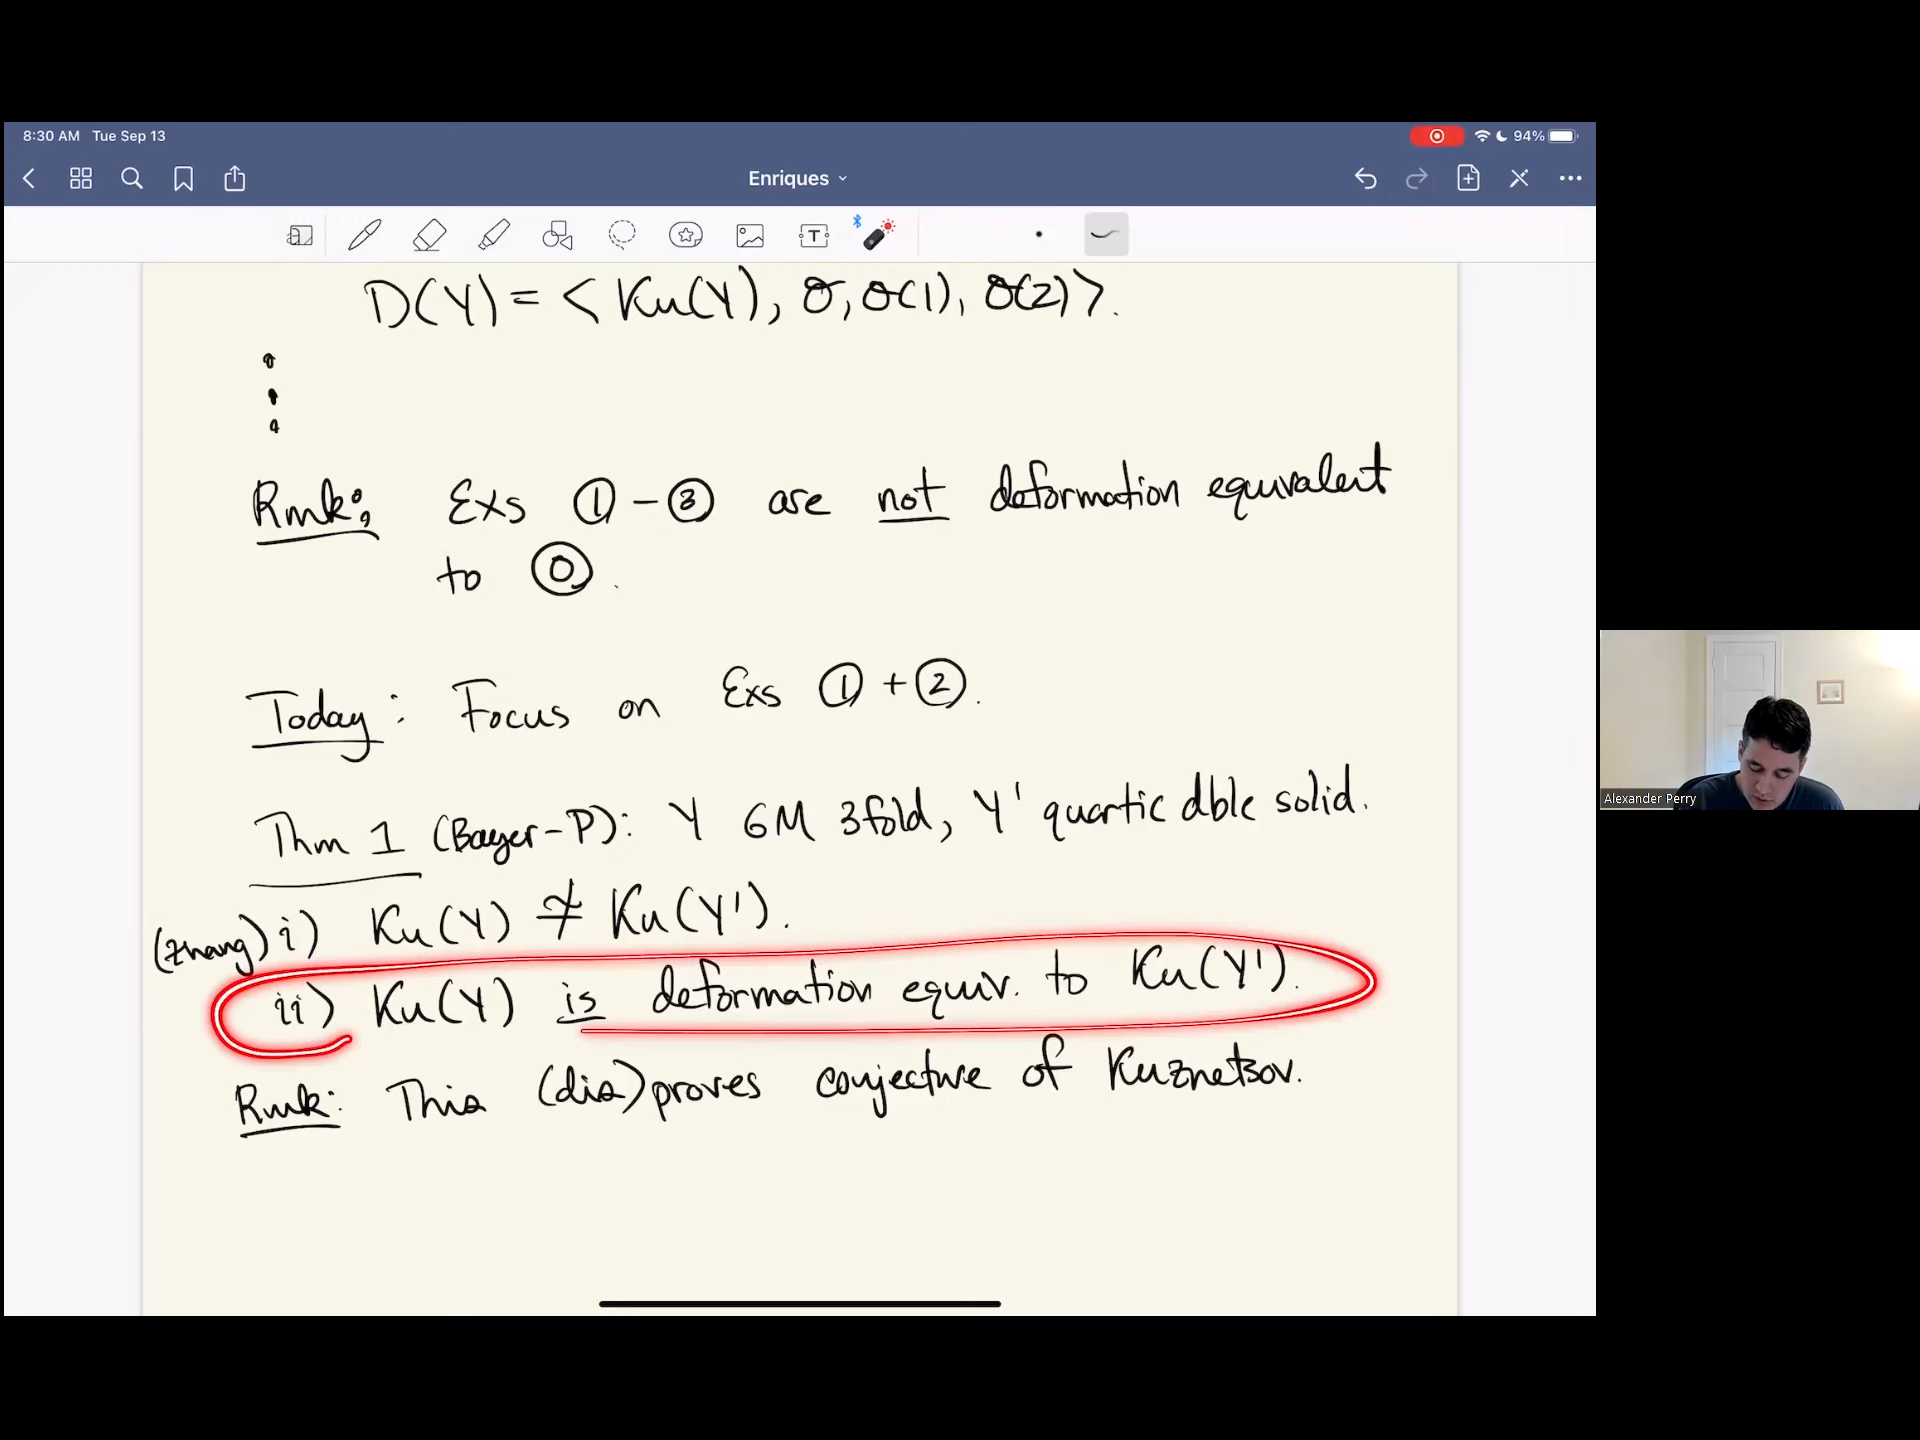 8:30 AM Tue Sep 13
94%
Enriques
T
D(Y) = < Ku(Y), O, O(1), O(2) >.
Rmk: Exs ① - ③ are not deformation equivalent
to ⓪.
Today: Focus on Exs ① + ②.
Thm 1 (Bayer-P): Y GM 3fold, Y' quartic dble solid.
(Zhang) i) Ku(Y) ≄ Ku(Y').
ii) Ku(Y) is deformation equiv. to Ku(Y').
Rmk: This (dis)proves conjecture of Kuznetsov.
Alexander Perry